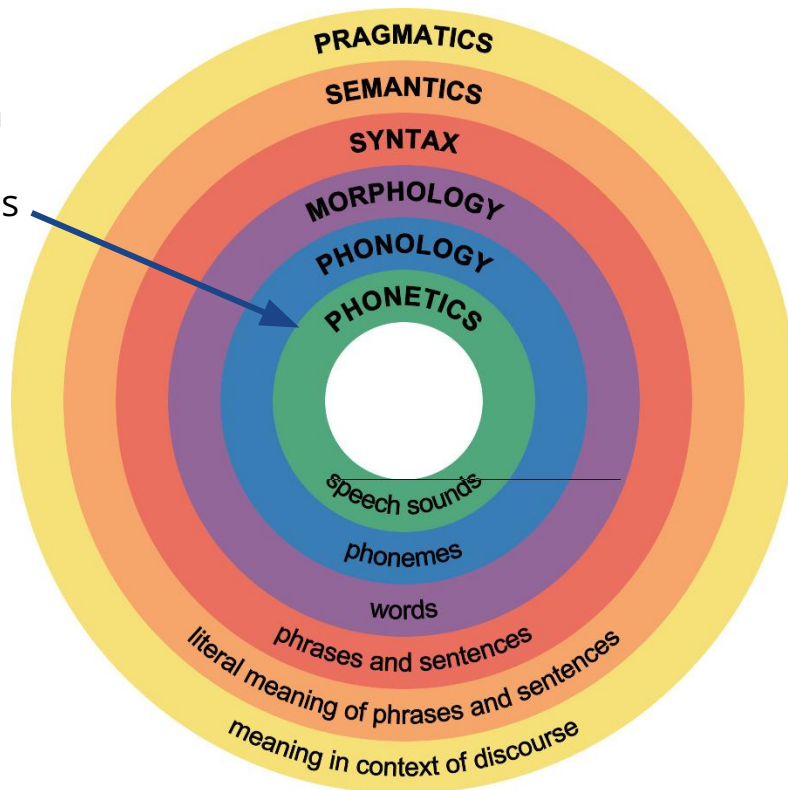 PRAGMATICS
SEMANTICS
SYNTAX
MORPHOLOGY
PHONOLOGY
PHONETICS
speech sounds
phonemes
words
phrases and sentences
literal meaning of phrases and sentences
meaning in context of discourse